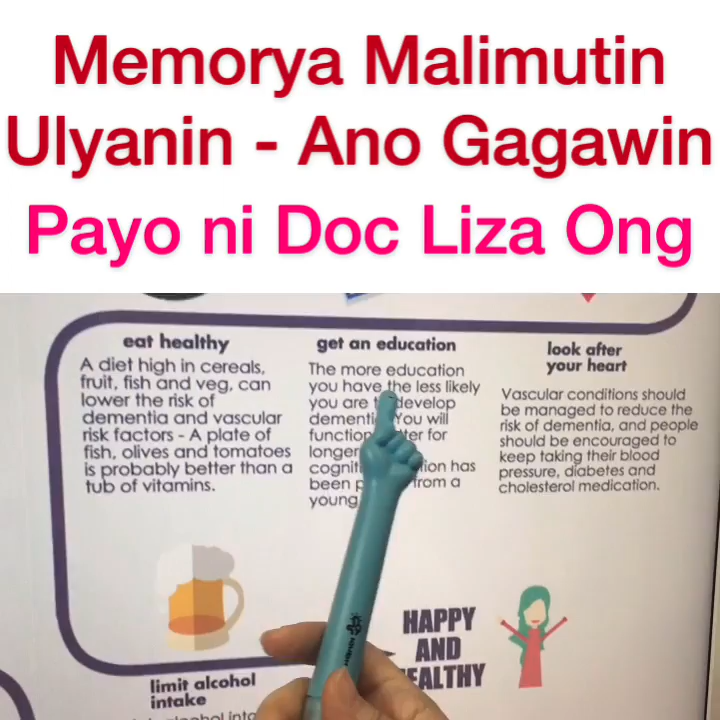 Memorya Malimutin
Ulyanin - Ano Gagawin
Payo ni Doc Liza Ong
eat healthy
A diet high in cereals,
fruit, fish and veg, can
lower the risk of
dementia and vascular
risk factors - A plate of
fish, olives and tomatoes
is probably better than a
tub of vitamins.
get an education
The more education
you have the less likely
you are develop
You will
function for
longer
has
been from a
young
look after
your heart
Vascular conditions should
be managed to reduce the
risk of dementia, and people
should be encouraged to
keep taking their blood
pressure, diabetes and
cholesterol medication.
HAPPY
AND
limit alcohol
intake